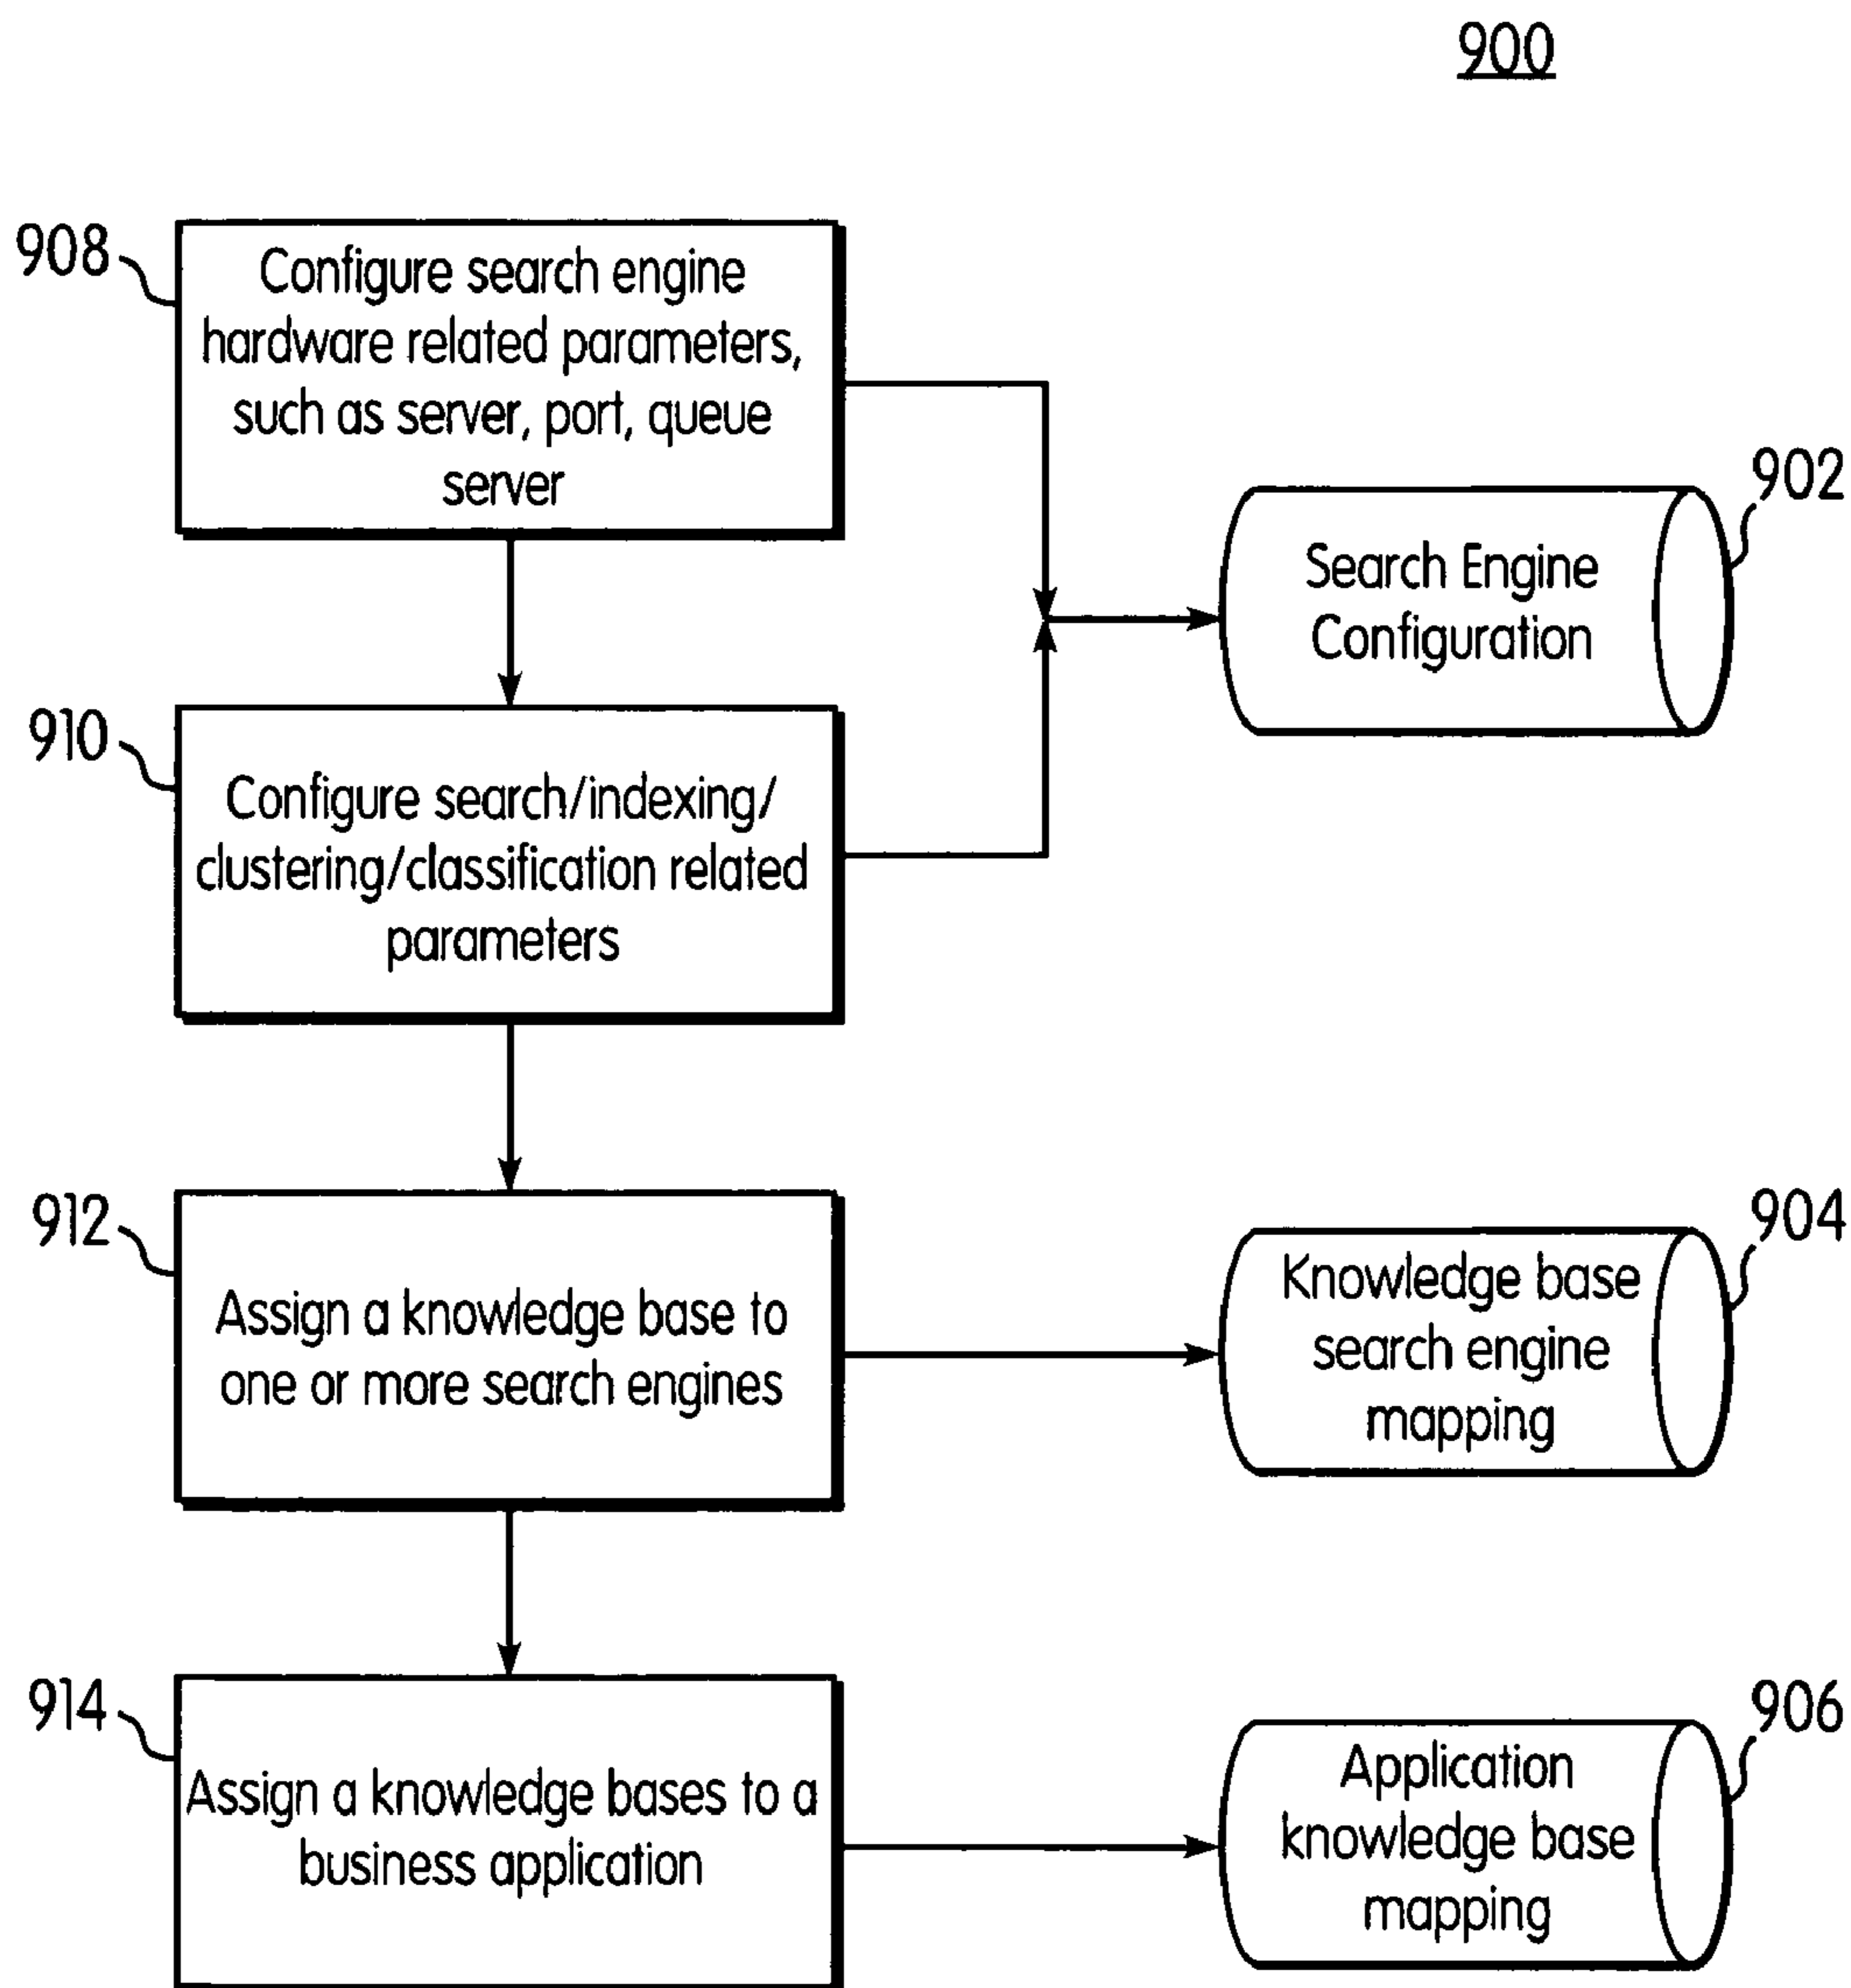 900
908
Configure search engine
hardware related parameters,
such as server, port, queue
server
902
Search Engine
Configuration
910
Configure search/indexing/
clustering/classification related
parameters
912
Assign a knowledge base to
one or more search engines
904
Knowledge base
search engine
mapping
914
Assign a knowledge bases to a
business application
906
Application
knowledge base
mapping